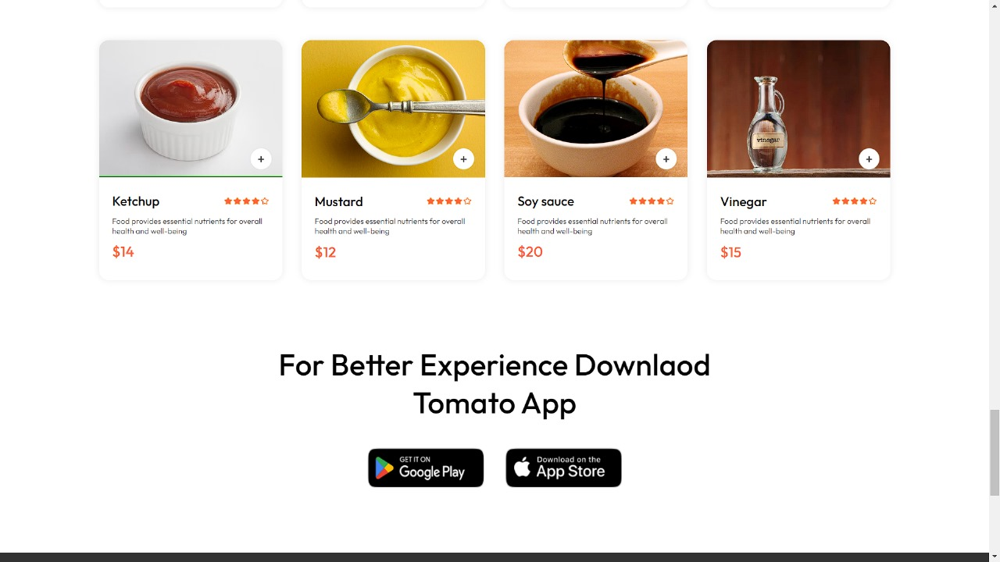 vinegar
+
+
+
+
Ketchup
Mustard
Soy sauce
Vinegar
Food provides essential nutrients for overall
health and well-being
Food provides essential nutrients for overall
health and well-being
Food provides essential nutrients for overall
health and well-being
Food provides essential nutrients for overall
health and well-being
$14
$12
$20
$15
For Better Experience Downlaod
Tomato App
GET IT ON
Google Play
Download on the
App Store